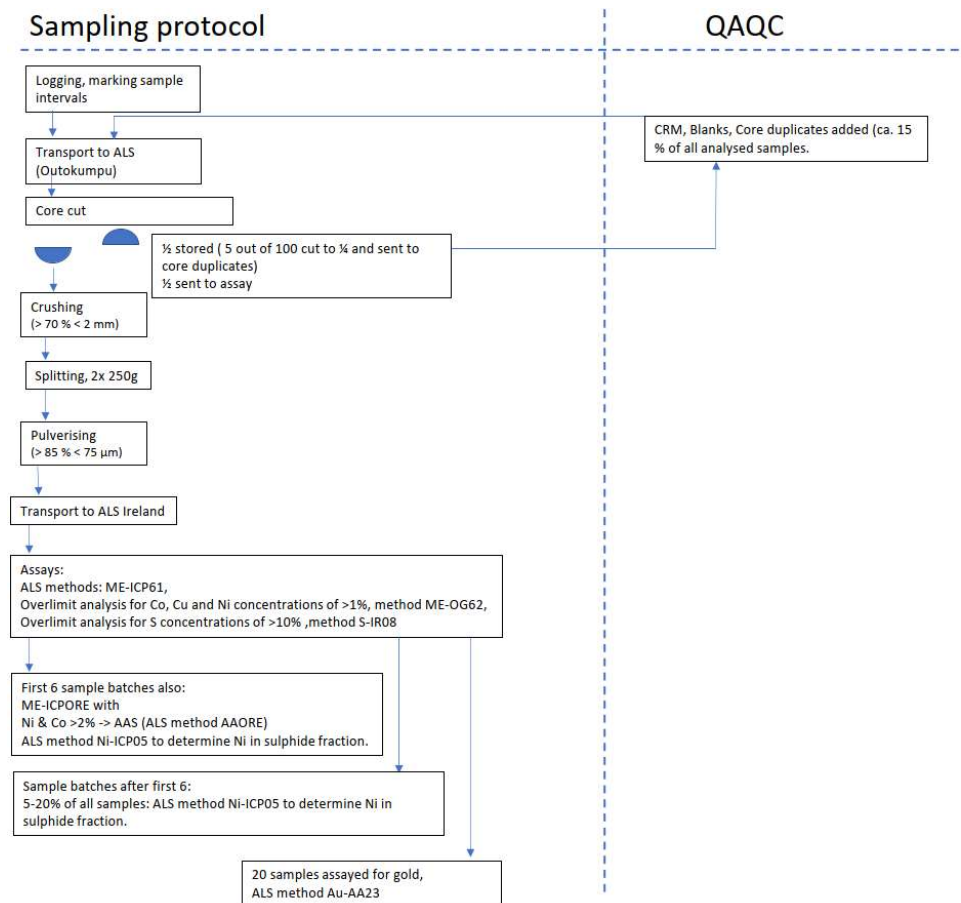 Sampling protocol
QAQC
Logging, marking sample
intervals
CRM, Blanks, Core duplicates added (ca. 15
% of all analysed samples.
Transport to ALS
(Outokumpu)
Core cut
½ stored ( 5 out of 100 cut to ¼ and sent to
core duplicates)
½ sent to assay
Crushing
(> 70 % < 2 mm)
Splitting, 2x 250g
Pulverising
(> 85 % < 75 µm)
Transport to ALS Ireland
Assays:
ALS methods: ME-ICP61,
Overlimit analysis for Co, Cu and Ni concentrations of >1%, method ME-OG62,
Overlimit analysis for S concentrations of >10% ,method S-IR08
First 6 sample batches also:
ME-ICPORE with
Ni & Co >2% -> AAS (ALS method AAORE)
ALS method Ni-ICP05 to determine Ni in sulphide fraction.
Sample batches after first 6:
5-20% of all samples: ALS method Ni-ICP05 to determine Ni in
sulphide fraction.
20 samples assayed for gold,
ALS method Au-AA23